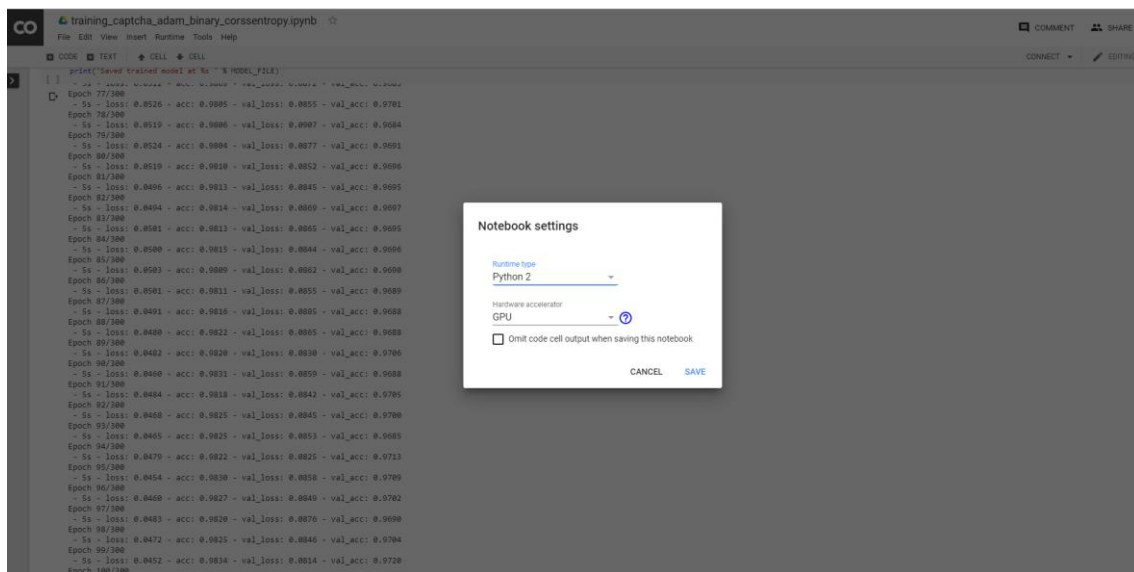 CO
training_captcha_adam_binary_corssentropy.ipynb
COMMENT SHARE
File Edit View Insert Runtime Tools Help
CODE TEXT CELL CELL
CONNECT EDITING
print('Saved trained model at %s ' % MODEL_FILE)
Epoch 77/300
- 5s - loss: 0.0526 - acc: 0.9805 - val_loss: 0.0855 - val_acc: 0.9701
Epoch 78/300
- 5s - loss: 0.0519 - acc: 0.9806 - val_loss: 0.0907 - val_acc: 0.9684
Epoch 79/300
- 5s - loss: 0.0524 - acc: 0.9804 - val_loss: 0.0877 - val_acc: 0.9691
Epoch 80/300
- 5s - loss: 0.0519 - acc: 0.9810 - val_loss: 0.0852 - val_acc: 0.9696
Epoch 81/300
- 5s - loss: 0.0496 - acc: 0.9813 - val_loss: 0.0845 - val_acc: 0.9695
Epoch 82/300
- 5s - loss: 0.0494 - acc: 0.9814 - val_loss: 0.0869 - val_acc: 0.9697
Epoch 83/300
- 5s - loss: 0.0501 - acc: 0.9813 - val_loss: 0.0865 - val_acc: 0.9695
Epoch 84/300
- 5s - loss: 0.0500 - acc: 0.9815 - val_loss: 0.0844 - val_acc: 0.9696
Epoch 85/300
- 5s - loss: 0.0503 - acc: 0.9809 - val_loss: 0.0862 - val_acc: 0.9690
Epoch 86/300
- 5s - loss: 0.0501 - acc: 0.9811 - val_loss: 0.0855 - val_acc: 0.9689
Epoch 87/300
- 5s - loss: 0.0491 - acc: 0.9816 - val_loss: 0.0885 - val_acc: 0.9688
Epoch 88/300
- 5s - loss: 0.0480 - acc: 0.9822 - val_loss: 0.0865 - val_acc: 0.9688
Epoch 89/300
- 5s - loss: 0.0482 - acc: 0.9820 - val_loss: 0.0830 - val_acc: 0.9706
Epoch 90/300
- 5s - loss: 0.0460 - acc: 0.9831 - val_loss: 0.0859 - val_acc: 0.9688
Epoch 91/300
- 5s - loss: 0.0484 - acc: 0.9818 - val_loss: 0.0842 - val_acc: 0.9705
Epoch 92/300
- 5s - loss: 0.0468 - acc: 0.9825 - val_loss: 0.0845 - val_acc: 0.9700
Epoch 93/300
- 5s - loss: 0.0465 - acc: 0.9825 - val_loss: 0.0853 - val_acc: 0.9685
Epoch 94/300
- 5s - loss: 0.0479 - acc: 0.9822 - val_loss: 0.0825 - val_acc: 0.9713
Epoch 95/300
- 5s - loss: 0.0454 - acc: 0.9830 - val_loss: 0.0858 - val_acc: 0.9709
Epoch 96/300
- 5s - loss: 0.0460 - acc: 0.9827 - val_loss: 0.0849 - val_acc: 0.9702
Epoch 97/300
- 5s - loss: 0.0483 - acc: 0.9820 - val_loss: 0.0876 - val_acc: 0.9690
Epoch 98/300
- 5s - loss: 0.0472 - acc: 0.9825 - val_loss: 0.0846 - val_acc: 0.9704
Epoch 99/300
- 5s - loss: 0.0452 - acc: 0.9834 - val_loss: 0.0814 - val_acc: 0.9720
Epoch 100/300
Notebook settings
Runtime type
Python 2
Hardware accelerator
GPU
Omit code cell output when saving this notebook
CANCEL SAVE